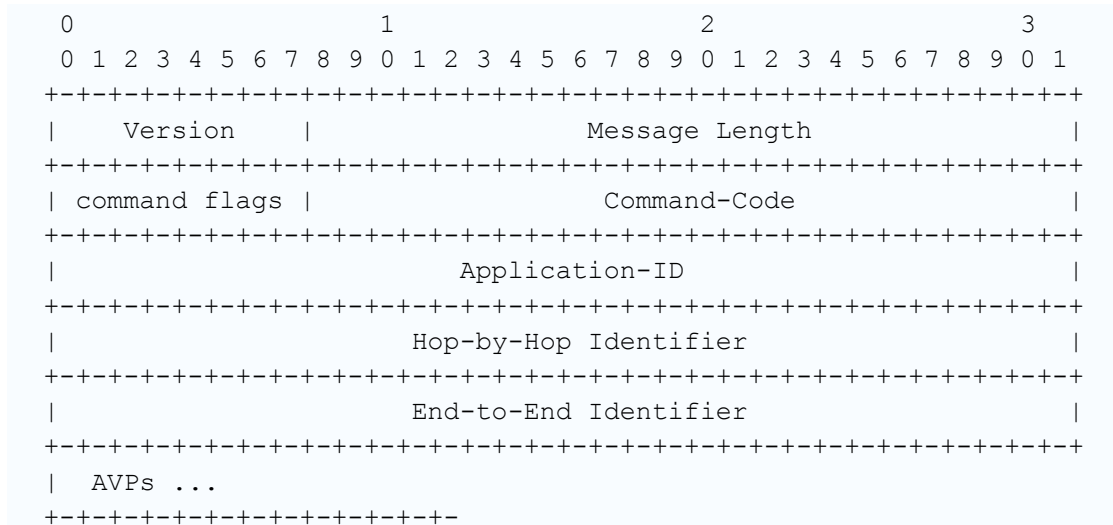 0                   1                   2                   3
 0 1 2 3 4 5 6 7 8 9 0 1 2 3 4 5 6 7 8 9 0 1 2 3 4 5 6 7 8 9 0 1
+-+-+-+-+-+-+-+-+-+-+-+-+-+-+-+-+-+-+-+-+-+-+-+-+-+-+-+-+-+-+-+-+
|    Version    |                 Message Length                |
+-+-+-+-+-+-+-+-+-+-+-+-+-+-+-+-+-+-+-+-+-+-+-+-+-+-+-+-+-+-+-+-+
| command flags |                  Command-Code                 |
+-+-+-+-+-+-+-+-+-+-+-+-+-+-+-+-+-+-+-+-+-+-+-+-+-+-+-+-+-+-+-+-+
|                         Application-ID                        |
+-+-+-+-+-+-+-+-+-+-+-+-+-+-+-+-+-+-+-+-+-+-+-+-+-+-+-+-+-+-+-+-+
|                      Hop-by-Hop Identifier                    |
+-+-+-+-+-+-+-+-+-+-+-+-+-+-+-+-+-+-+-+-+-+-+-+-+-+-+-+-+-+-+-+-+
|                      End-to-End Identifier                    |
+-+-+-+-+-+-+-+-+-+-+-+-+-+-+-+-+-+-+-+-+-+-+-+-+-+-+-+-+-+-+-+-+
|  AVPs ...
+-+-+-+-+-+-+-+-+-+-+-+-+-